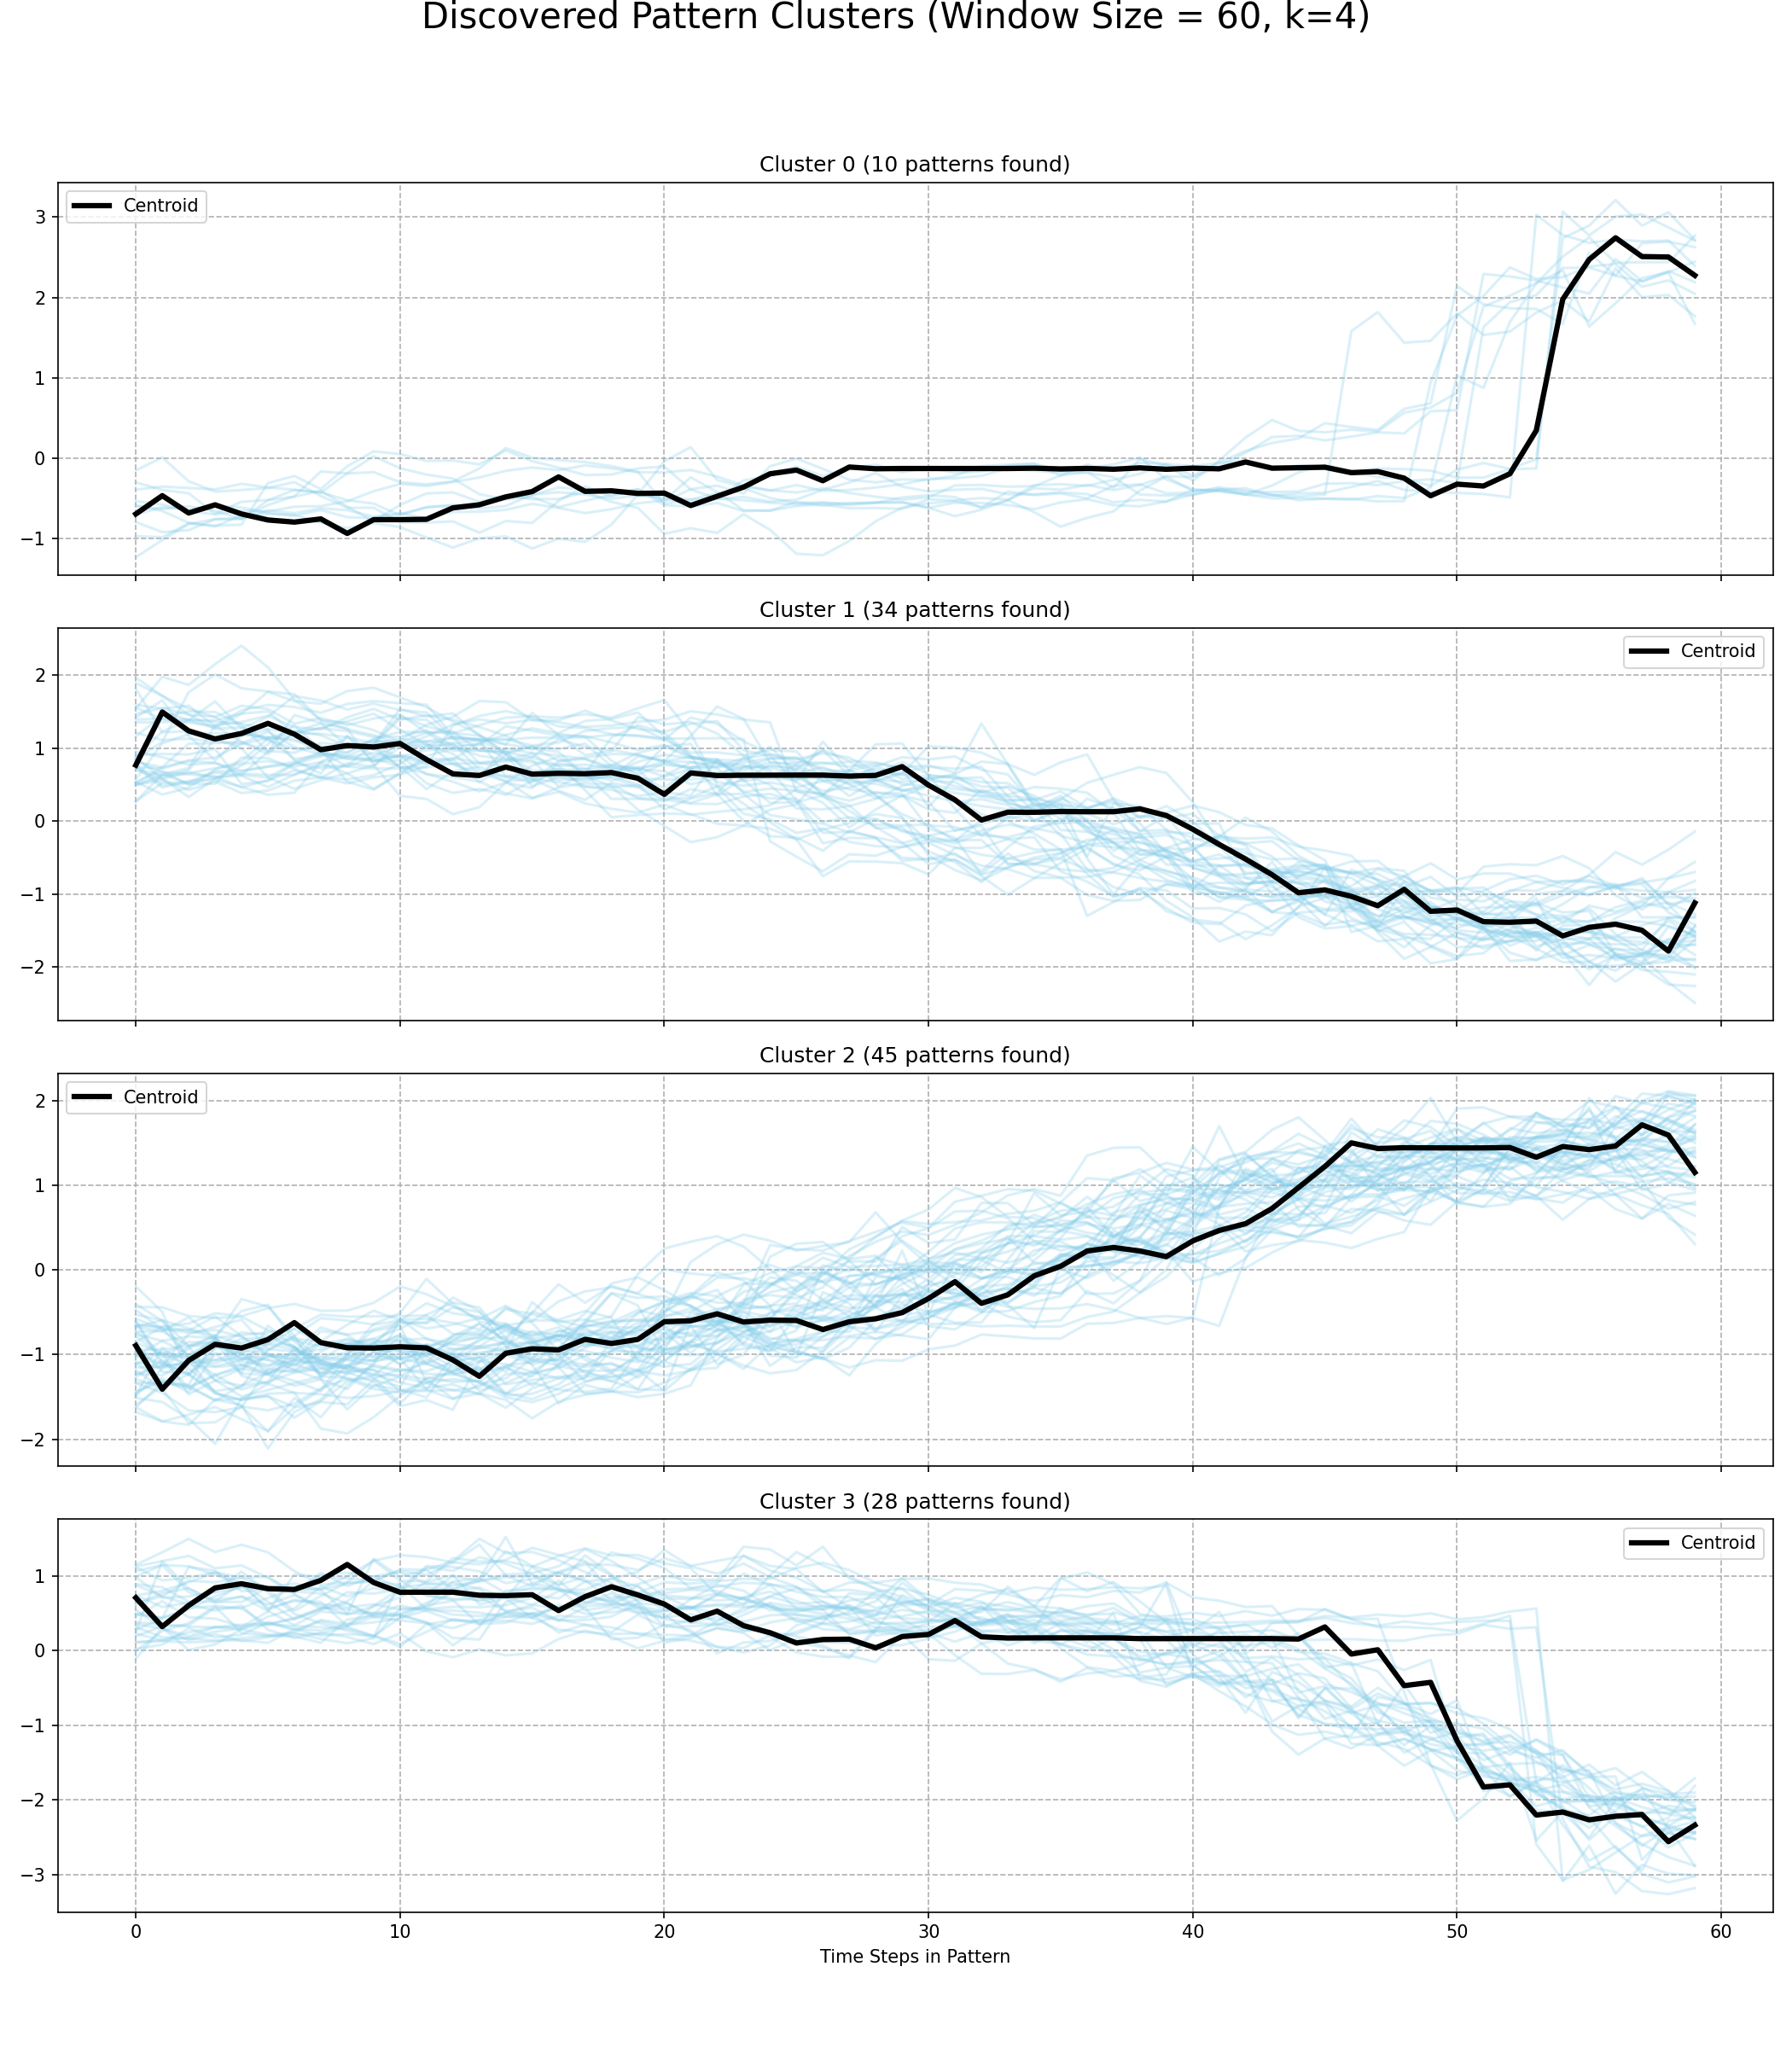 Discovered Pattern Clusters (Window Size = 60, k=4)
Cluster 0 (10 patterns found)
Centroid
3
2
1
0
−1
Cluster 1 (34 patterns found)
Centroid
2
1
0
−1
−2
Cluster 2 (45 patterns found)
Centroid
2
1
0
−1
−2
Cluster 3 (28 patterns found)
Centroid
1
0
−1
−2
−3
0 10 20 30 40 50 60
Time Steps in Pattern